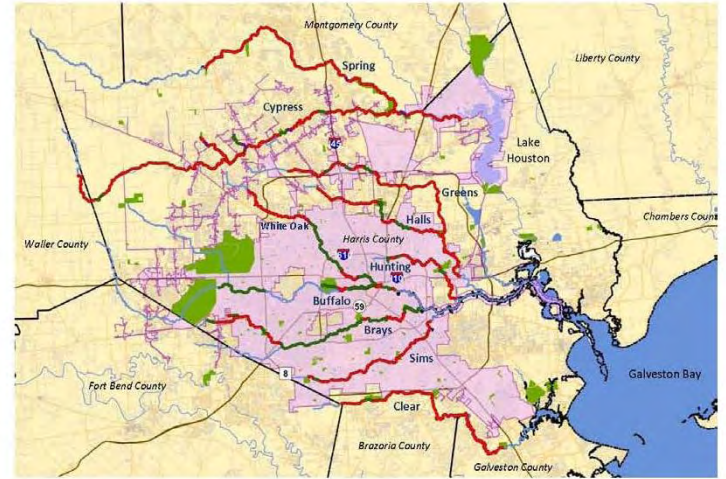 Montgomery County
Spring
Liberty County
Cypress
45
Lake
Houston
Greens
Halls
White Oak
Chambers Coun
Waller County
Harris County
61
Hunting
10
Buffalo
59
Brays
Sims
8
Galveston Bay
Fort Bend County
Clear
Brazoria County
Galveston County